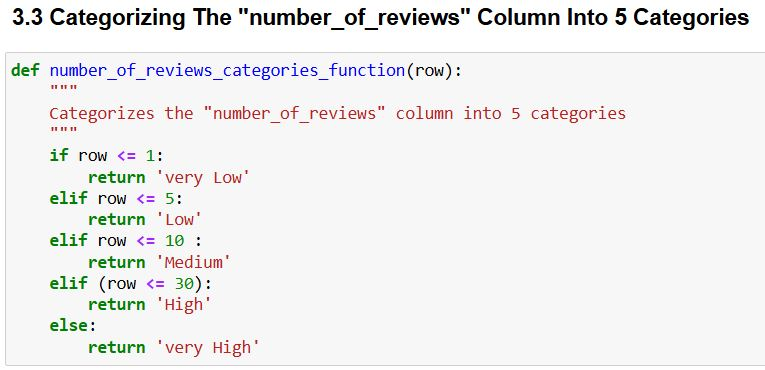 3.3 Categorizing The "number_of_reviews" Column Into 5 Categories
def number_of_reviews_categories_function(row):
    """
    Categorizes the "number_of_reviews" column into 5 categories
    """
    if row <= 1:
        return 'very Low'
    elif row <= 5:
        return 'Low'
    elif row <= 10 :
        return 'Medium'
    elif (row <= 30):
        return 'High'
    else:
        return 'very High'